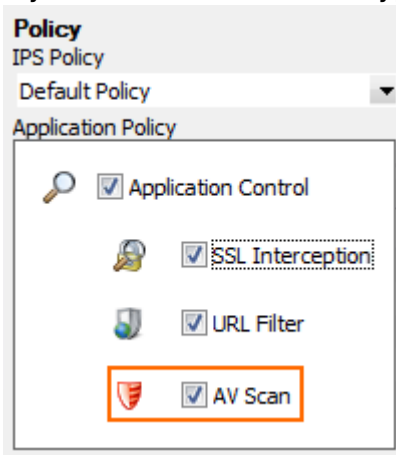 Policy
IPS Policy
Default Policy
Application Policy
Application Control
SSL Interception
URL Filter
AV Scan